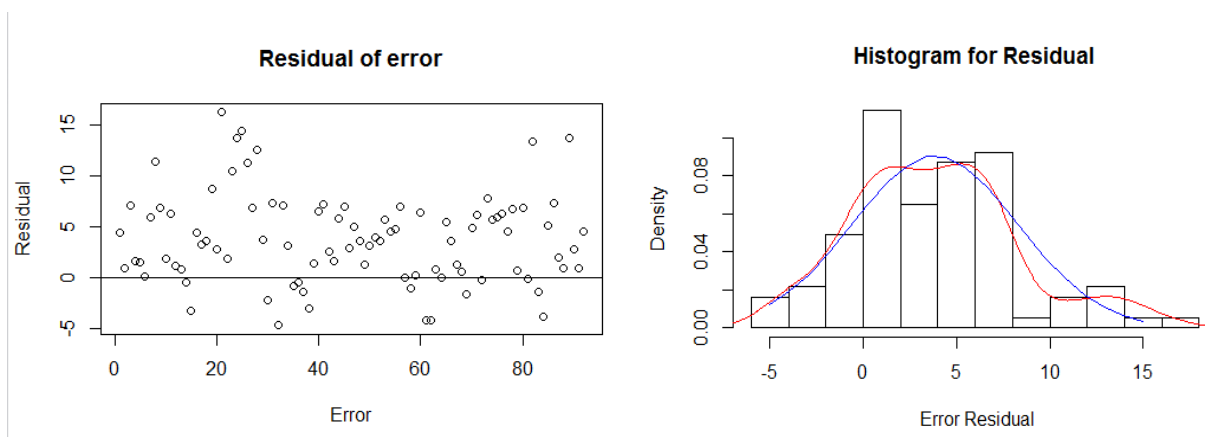 Residual of error
Residual
15
10
5
0
-5
0 20 40 60 80
Error
Histogram for Residual
Density
0.08
0.04
0.00
-5 0 5 10 15
Error Residual